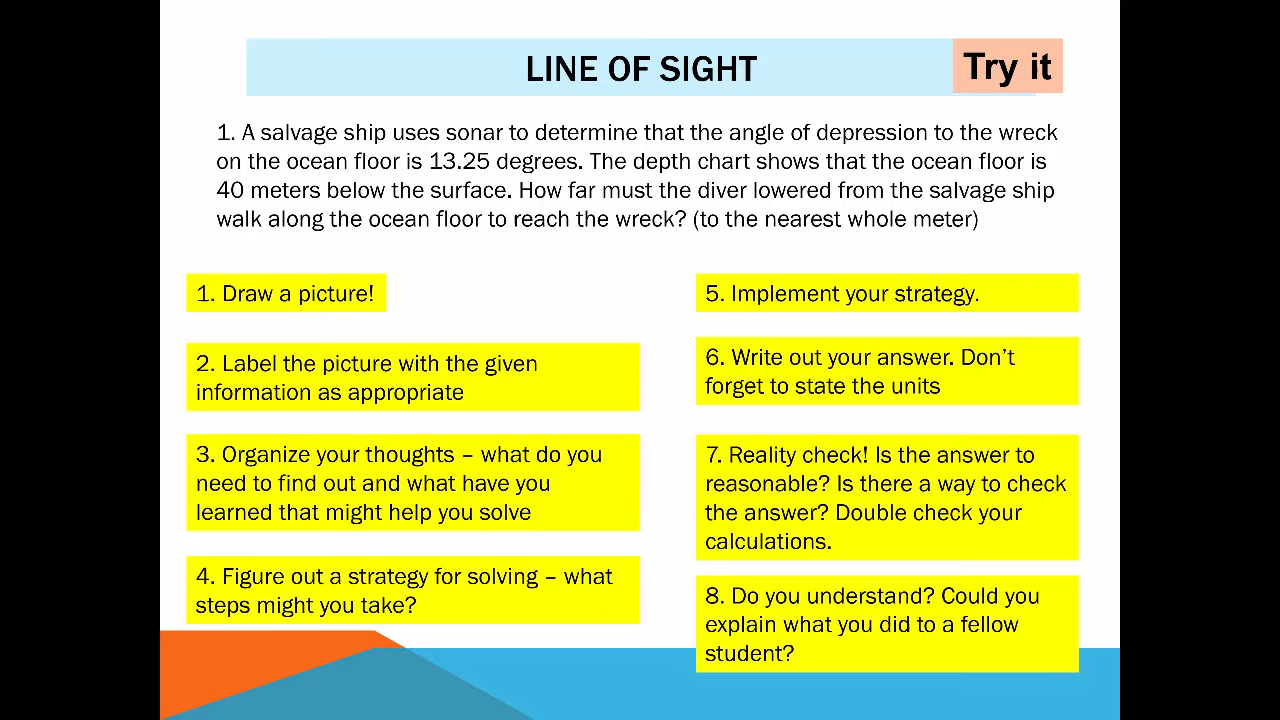 LINE OF SIGHT
Try it
1. A salvage ship uses sonar to determine that the angle of depression to the wreck
on the ocean floor is 13.25 degrees. The depth chart shows that the ocean floor is
40 meters below the surface. How far must the diver lowered from the salvage ship
walk along the ocean floor to reach the wreck? (to the nearest whole meter)
1. Draw a picture!
2. Label the picture with the given
information as appropriate
3. Organize your thoughts – what do you
need to find out and what have you
learned that might help you solve
4. Figure out a strategy for solving – what
steps might you take?
5. Implement your strategy.
6. Write out your answer. Don’t
forget to state the units
7. Reality check! Is the answer to
reasonable? Is there a way to check
the answer? Double check your
calculations.
8. Do you understand? Could you
explain what you did to a fellow
student?